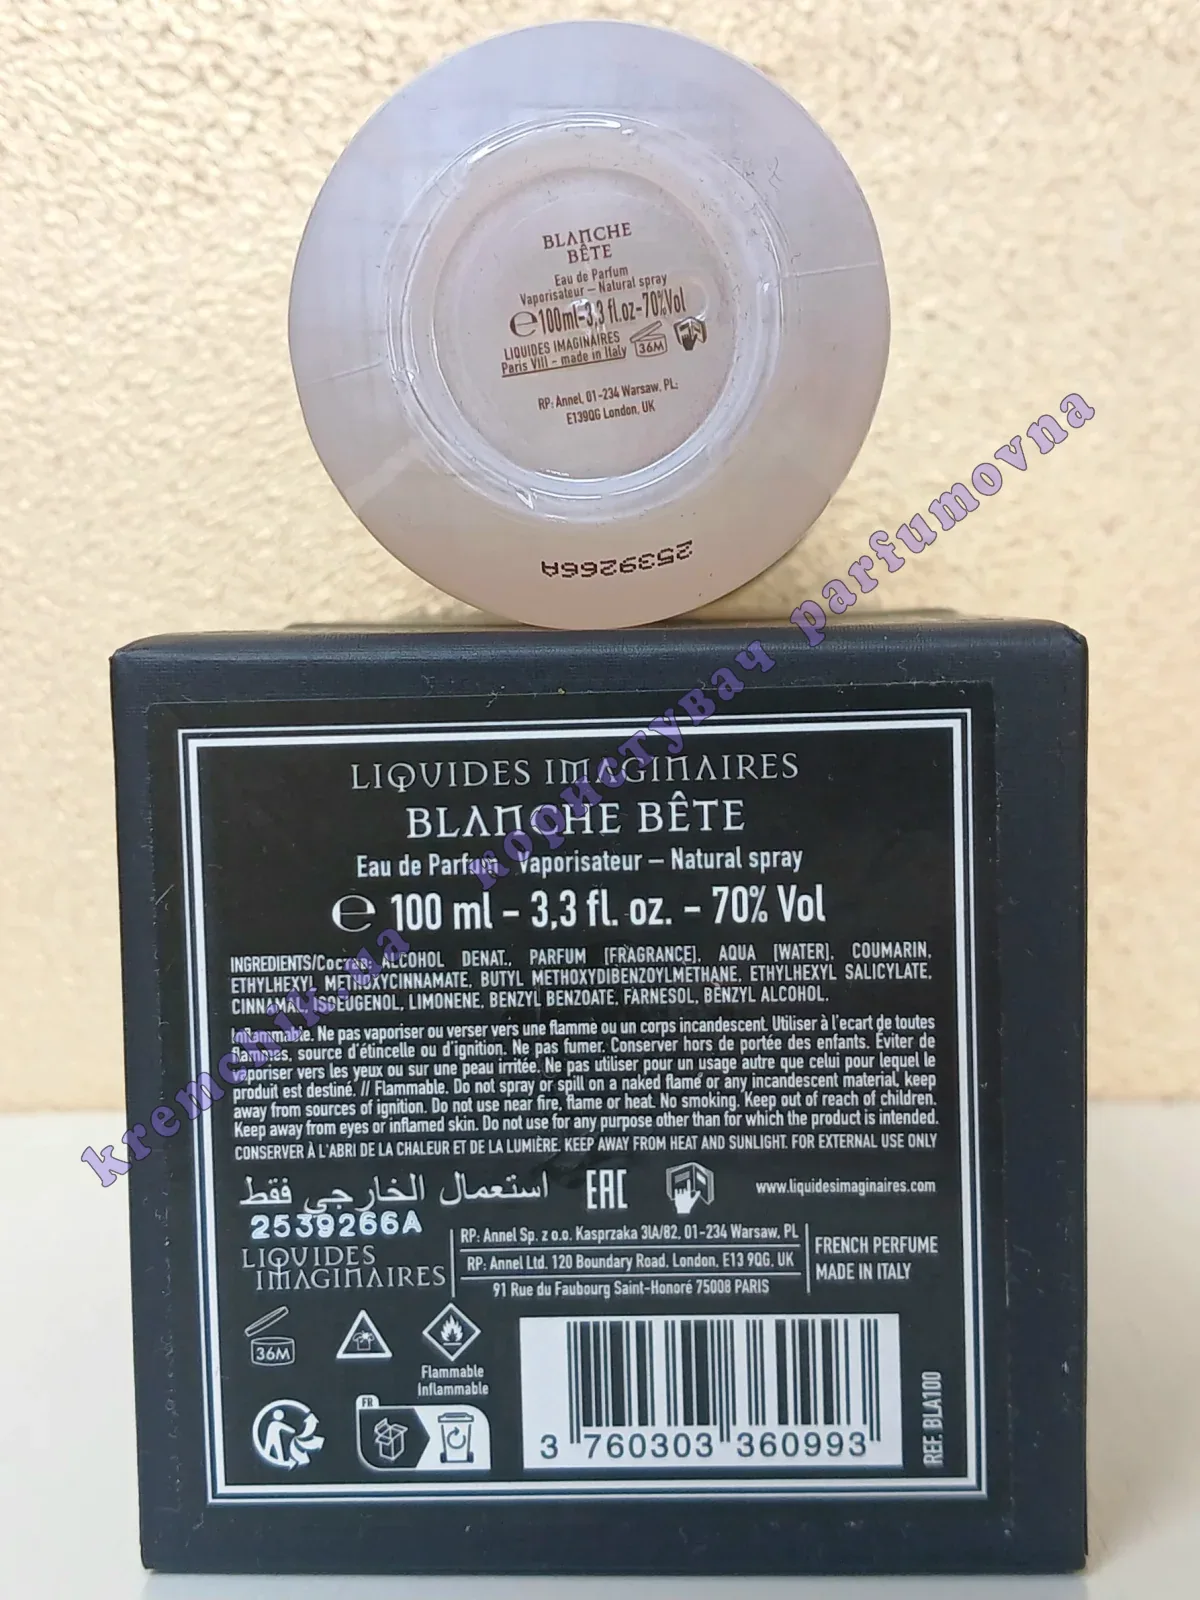 BLANCHE
BÊTE
Eau de Parfum
Vaporisateur – Natural spray
℮100ml-3,3 fl.oz-70%Vol
LIQUIDES IMAGINAIRES
Paris VIII - made in Italy
36M
RP: Annel, 01-234 Warsaw, PL;
E139QG London, UK
2539266A
kremchik.ua користувач parfumovna
LIQUIDES IMAGINAIRES
BLANCHE BÊTE
Eau de Parfum Vaporisateur – Natural spray
℮ 100 ml - 3,3 fl. oz. - 70% Vol
INGREDIENTS/Состав: ALCOHOL DENAT., PARFUM [FRAGRANCE], AQUA [WATER], COUMARIN,
ETHYLHEXYL METHOXYCINNAMATE, BUTYL METHOXYDIBENZOYLMETHANE, ETHYLHEXYL SALICYLATE,
CINNAMAL, ISOEUGENOL, LIMONENE, BENZYL BENZOATE, FARNESOL, BENZYL ALCOHOL.
Inflammable. Ne pas vaporiser ou verser vers une flamme ou un corps incandescent. Utiliser à l'ecart de toutes
flammes, source d'étincelle ou d'ignition. Ne pas fumer. Conserver hors de portée des enfants. Éviter de
vaporiser vers les yeux ou sur une peau irritée. Ne pas utiliser pour un usage autre que celui pour lequel le
produit est destiné. // Flammable. Do not spray or spill on a naked flame or any incandescent material, keep
away from sources of ignition. Do not use near fire, flame or heat. No smoking. Keep out of reach of children.
Keep away from eyes or inflamed skin. Do not use for any purpose other than for which the product is intended.
CONSERVER À L'ABRI DE LA CHALEUR ET DE LA LUMIÈRE. KEEP AWAY FROM HEAT AND SUNLIGHT. FOR EXTERNAL USE ONLY
استعمال الخارجي فقط
EAC
www.liquidesimaginaires.com
2539266A
LIQUIDES
IMAGINAIRES
RP: Annel Sp. z o.o. Kasprzaka 31A/82, 01-234 Warsaw, PL
RP: Annel Ltd. 120 Boundary Road, London, E13 9QG, UK
91 Rue du Faubourg Saint-Honoré 75008 PARIS
FRENCH PERFUME
MADE IN ITALY
36M
Flammable
Inflammable
FR
3 760303 360993
REF. BLA100